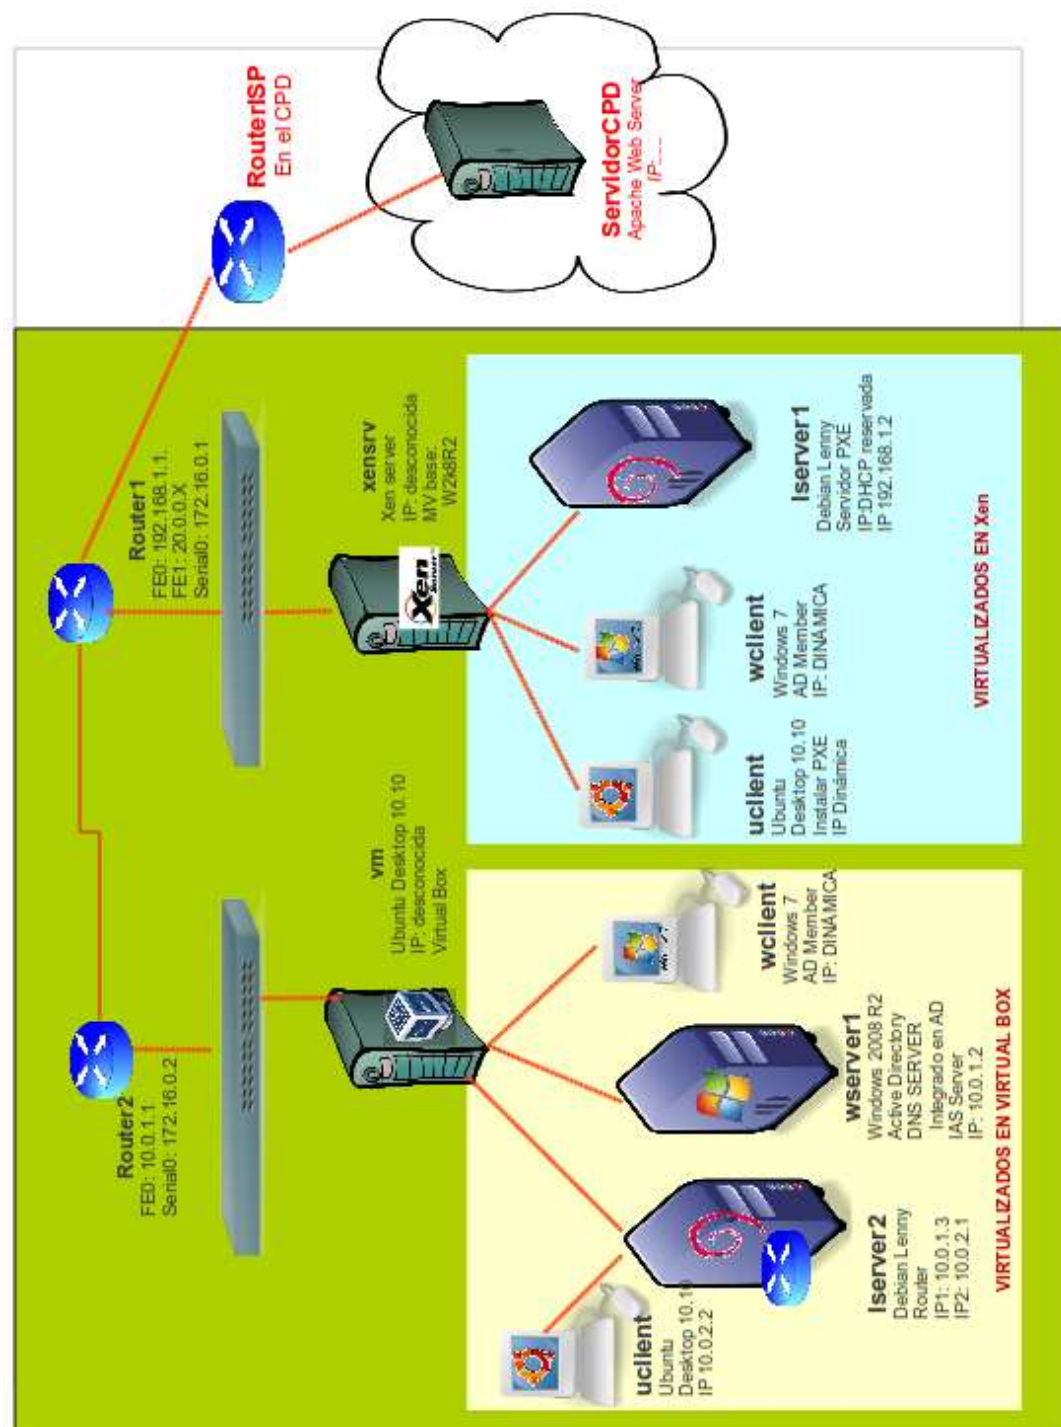 Router2
FE0: 10.0.1.1
Serial0: 172.16.0.2
Router1
FE0: 192.168.1.1.
FE1: 20.0.0.X
Serial0: 172.16.0.1
RouterISP
En el CPD
vm
Ubuntu Desktop 10.10
IP: desconocida
Virtual Box
xensrv
Xen server
IP: desconocida
MV base:
W2k8R2
Xen
Server
ServidorCPD
Apache Web Server
IP----
uclient
Ubuntu
Desktop 10.10
IP 10.0.2.2
lserver2
Debian Lenny
Router
IP1: 10.0.1.3
IP2: 10.0.2.1
wserver1
Windows 2008 R2
Active Directory
DNS SERVER
Integrado en AD
IAS Server
IP: 10.0.1.2
wclient
Windows 7
AD Member
IP: DINÁMICA
VIRTUALIZADOS EN VIRTUAL BOX
uclient
Ubuntu
Desktop 10.10
Instalar PXE
IP Dinámica
wclient
Windows 7
AD Member
IP: DINÁMICA
lserver1
Debian Lenny
Servidor PXE
IP:DHCP reservada
IP 192.168.1.2
VIRTUALIZADOS EN Xen